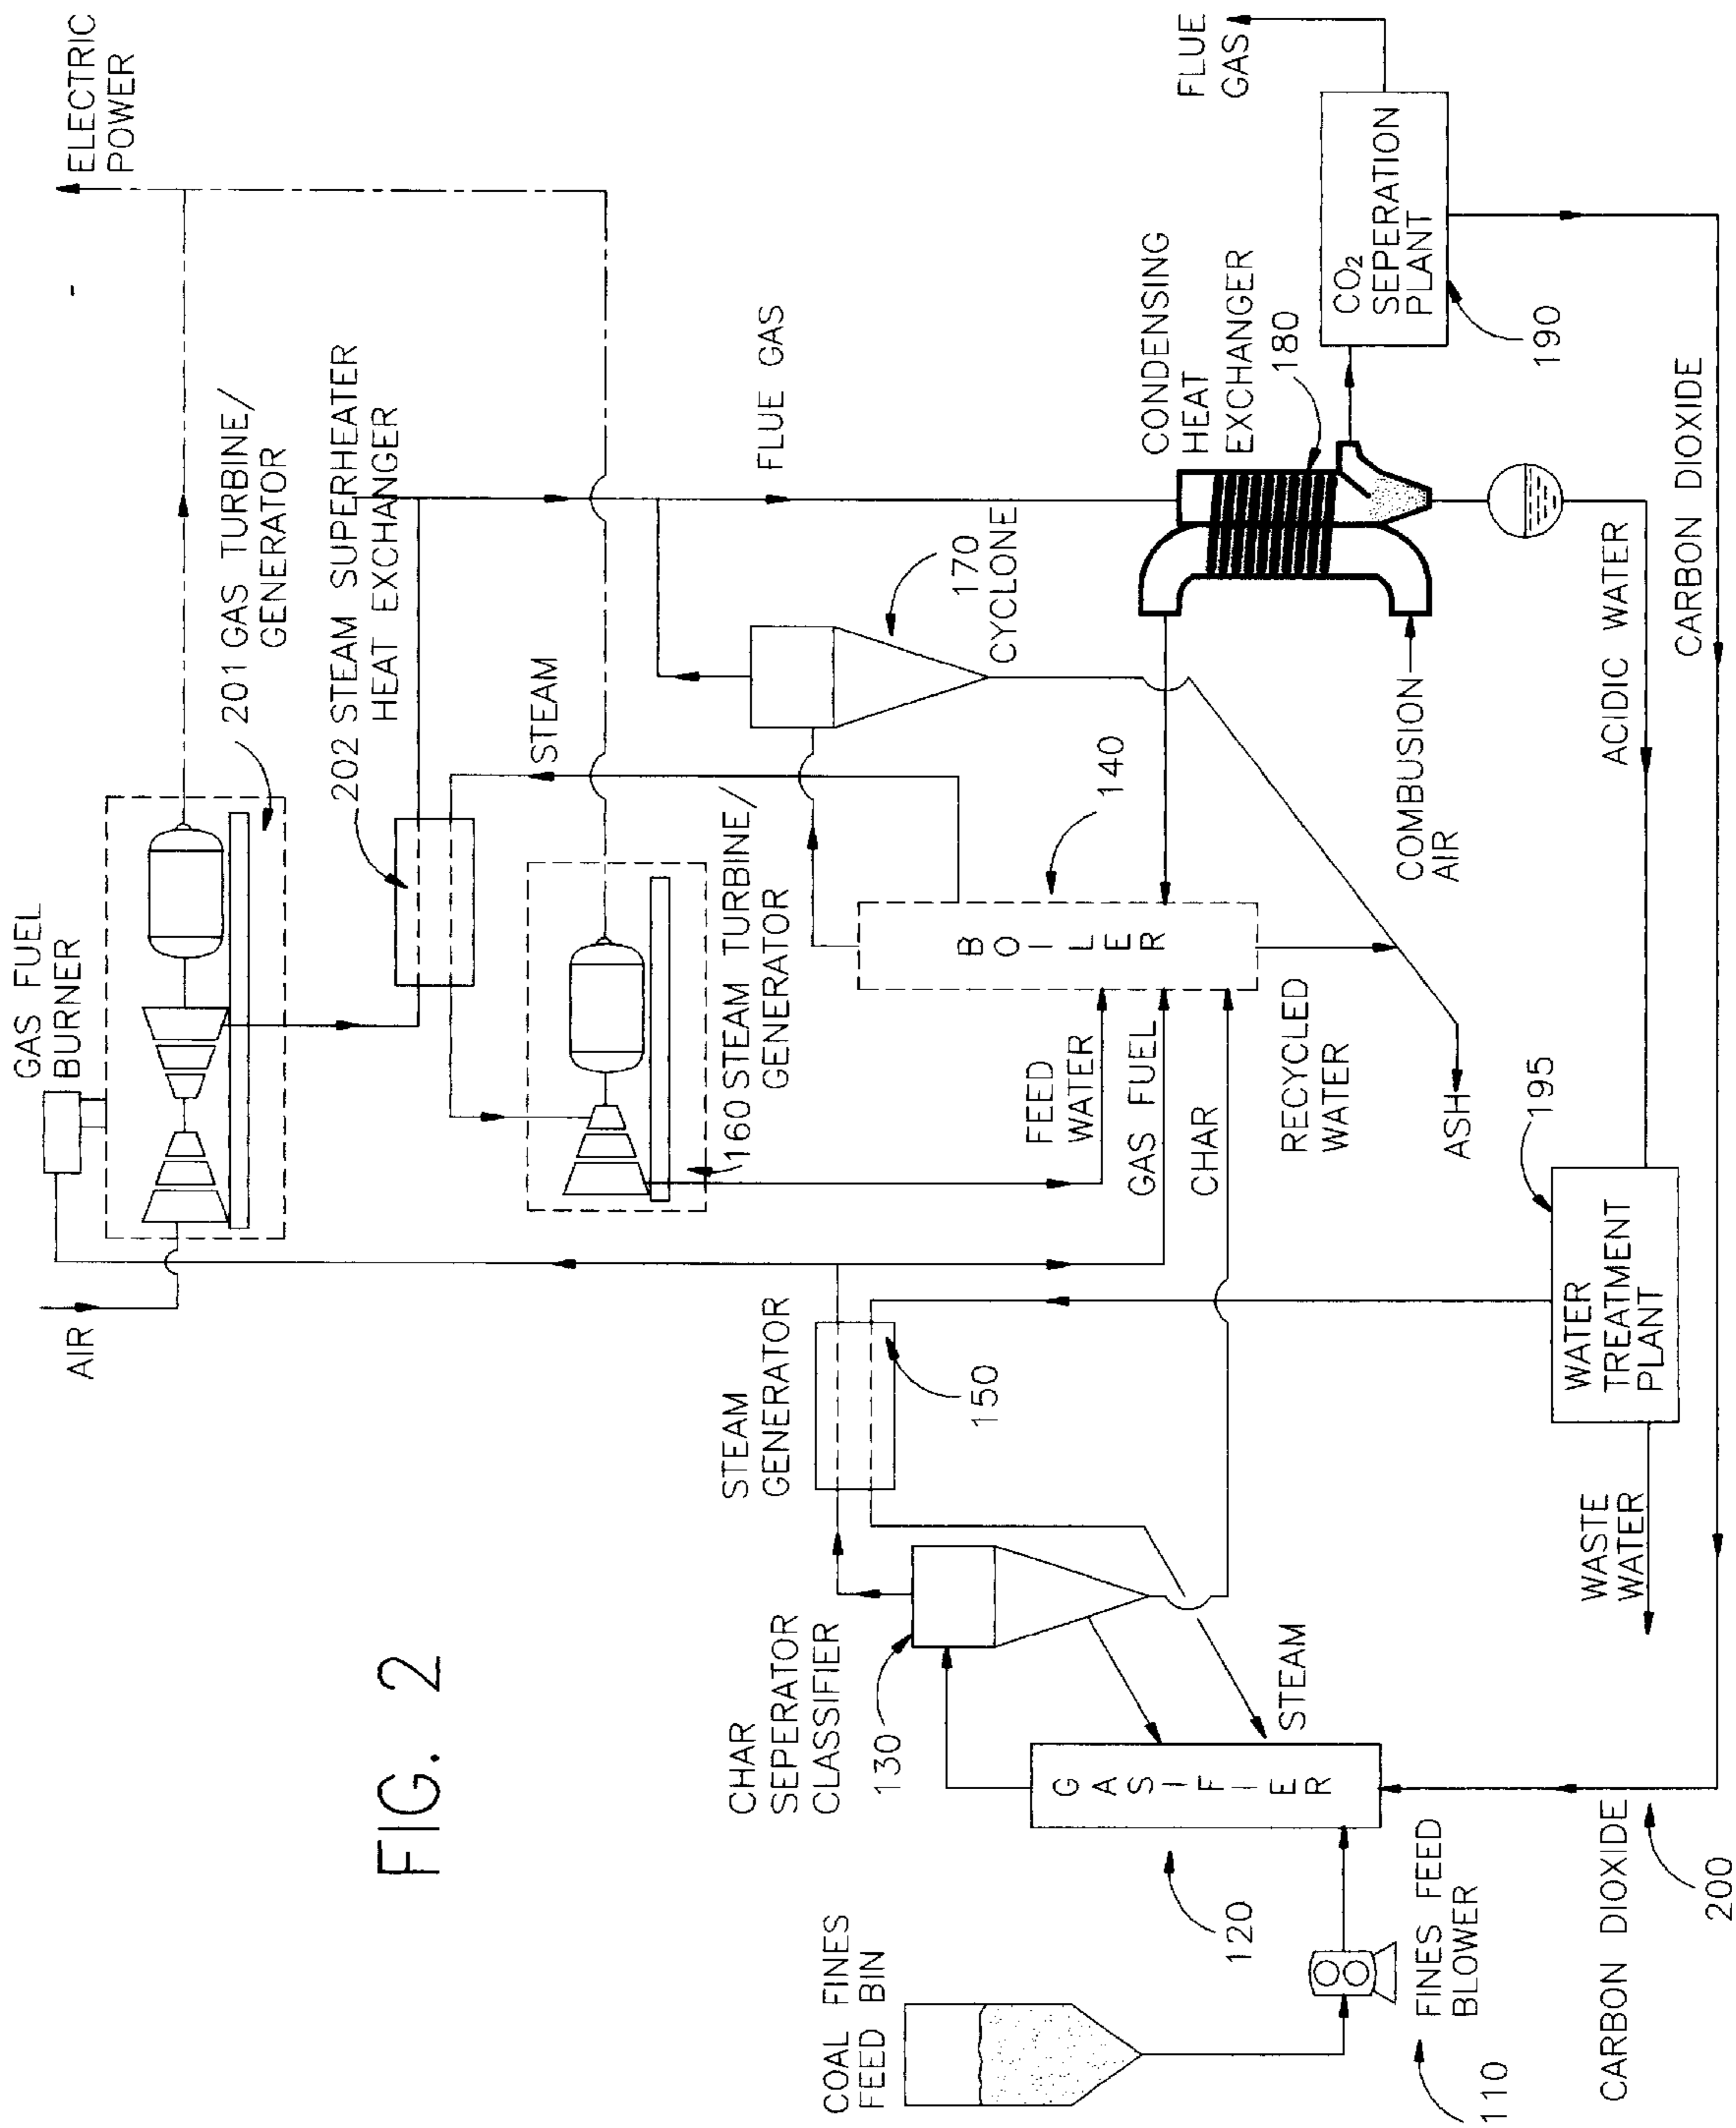 FIG. 2
GAS FUEL
BURNER
AIR
201 GAS TURBINE/
GENERATOR
202 STEAM SUPERHEATER
HEAT EXCHANGER
ELECTRIC
POWER
STEAM
160 STEAM TURBINE/
GENERATOR
FLUE GAS
STEAM
GENERATOR
150
CHAR
SEPERATOR
CLASSIFIER
130
COAL FINES
FEED BIN
GASIFIER
120
STEAM
FINES FEED
BLOWER
110
FEED
WATER
GAS FUEL
CHAR
BOILER
140
RECYCLED
WATER
170
CYCLONE
CONDENSING
HEAT
EXCHANGER
180
FLUE
GAS
CO2
SEPERATION
PLANT
190
COMBUSION
AIR
ASH
ACIDIC WATER
CARBON DIOXIDE
195
WATER
TREATMENT
PLANT
WASTE
WATER
CARBON DIOXIDE
200